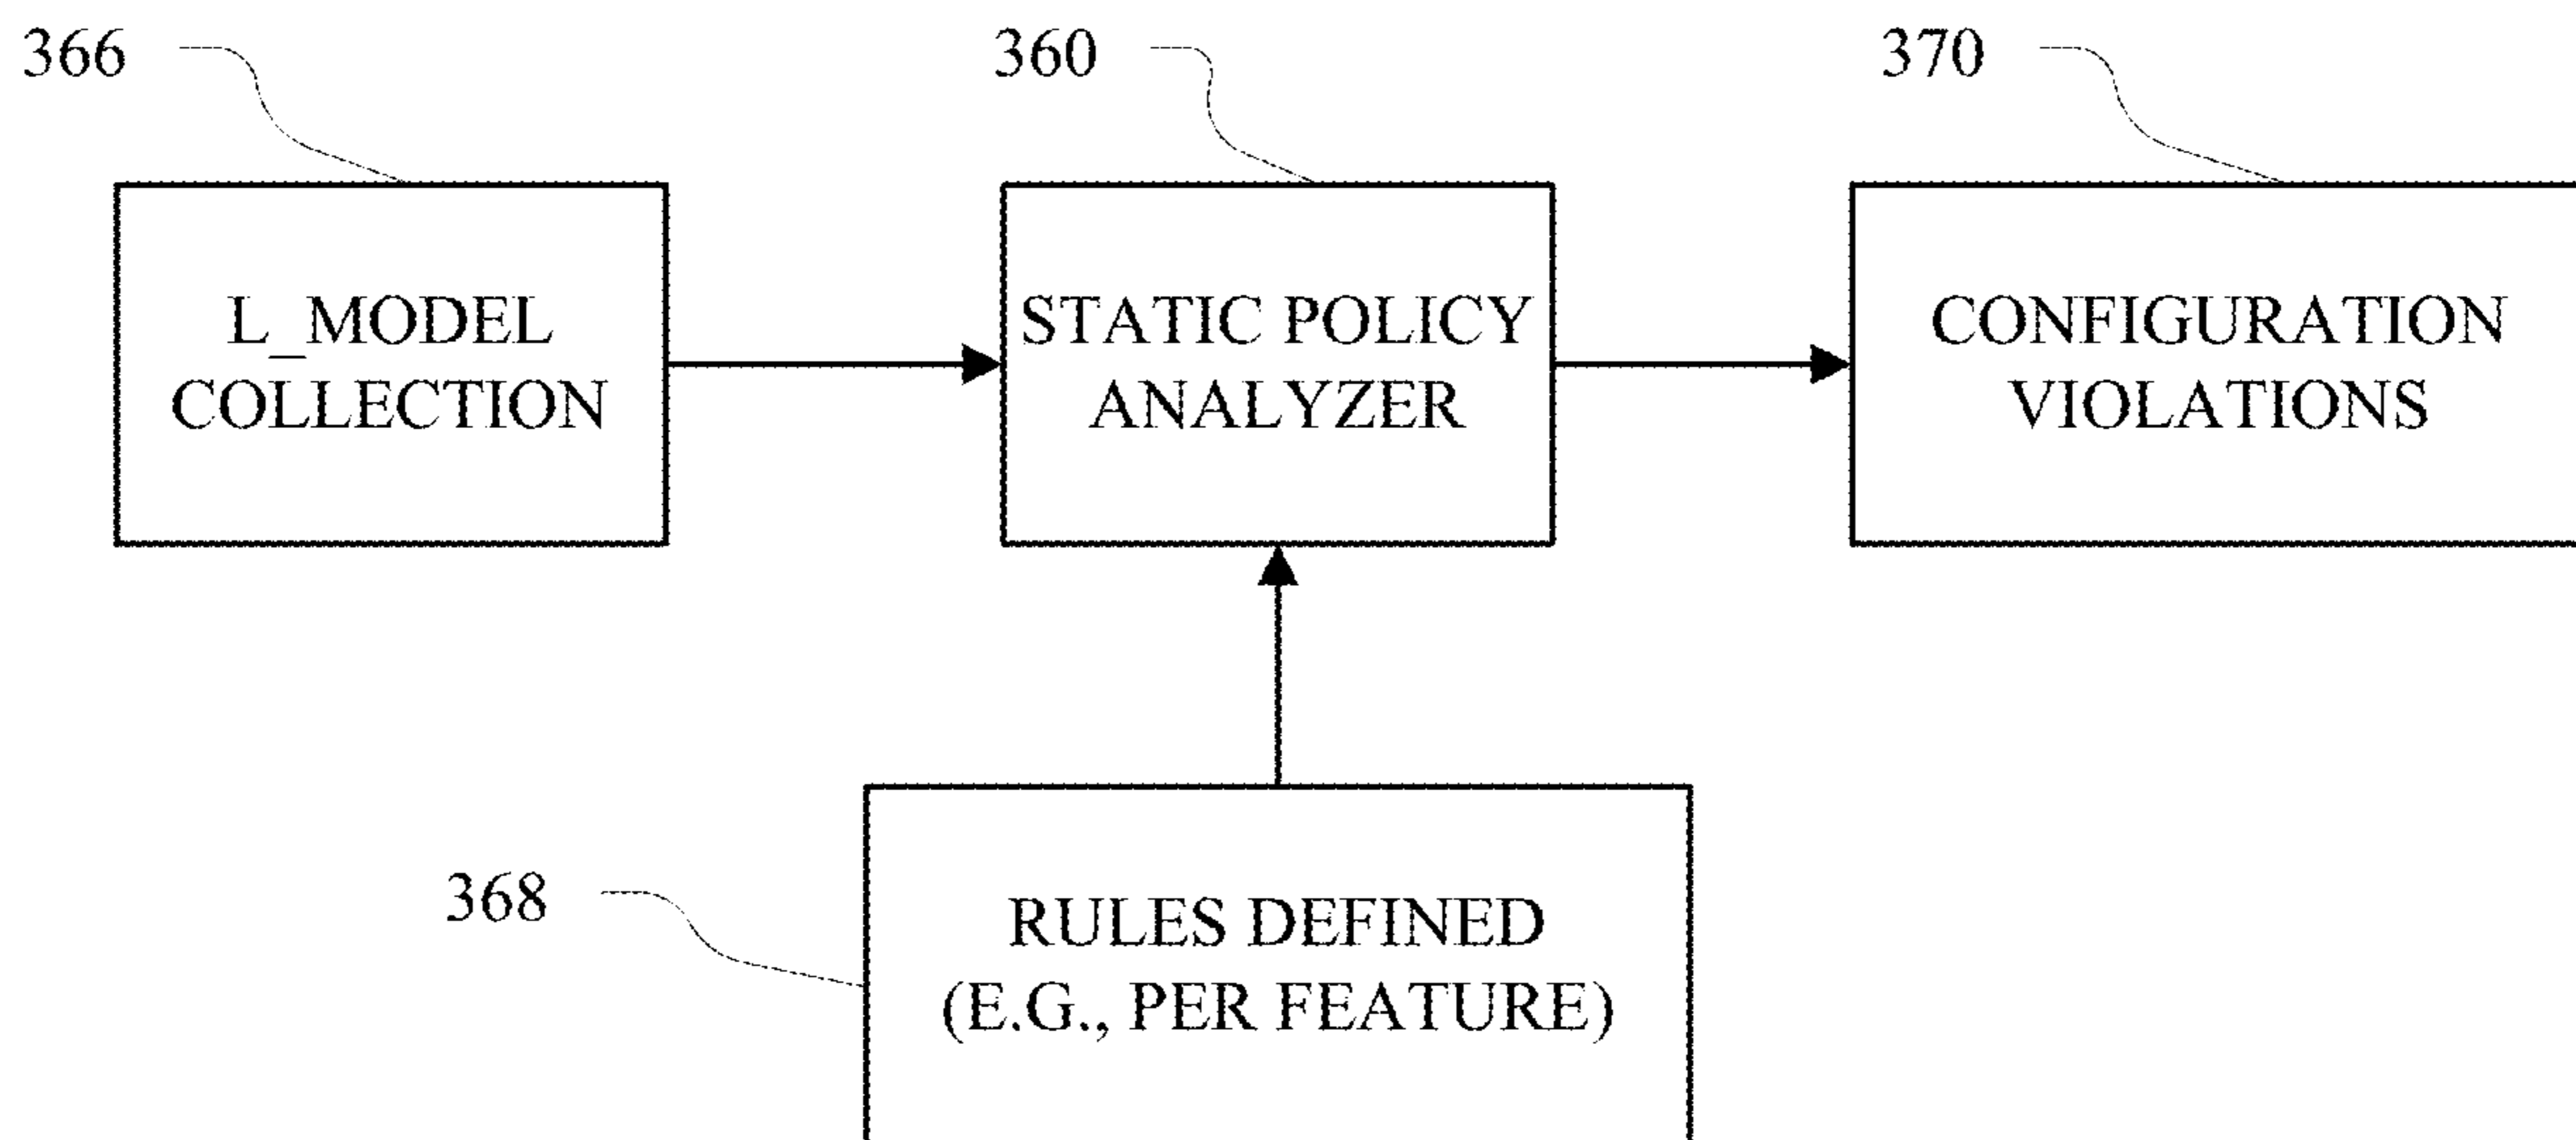 366
360
370
L_MODEL
COLLECTION
STATIC POLICY
ANALYZER
CONFIGURATION
VIOLATIONS
368
RULES DEFINED
(E.G., PER FEATURE)